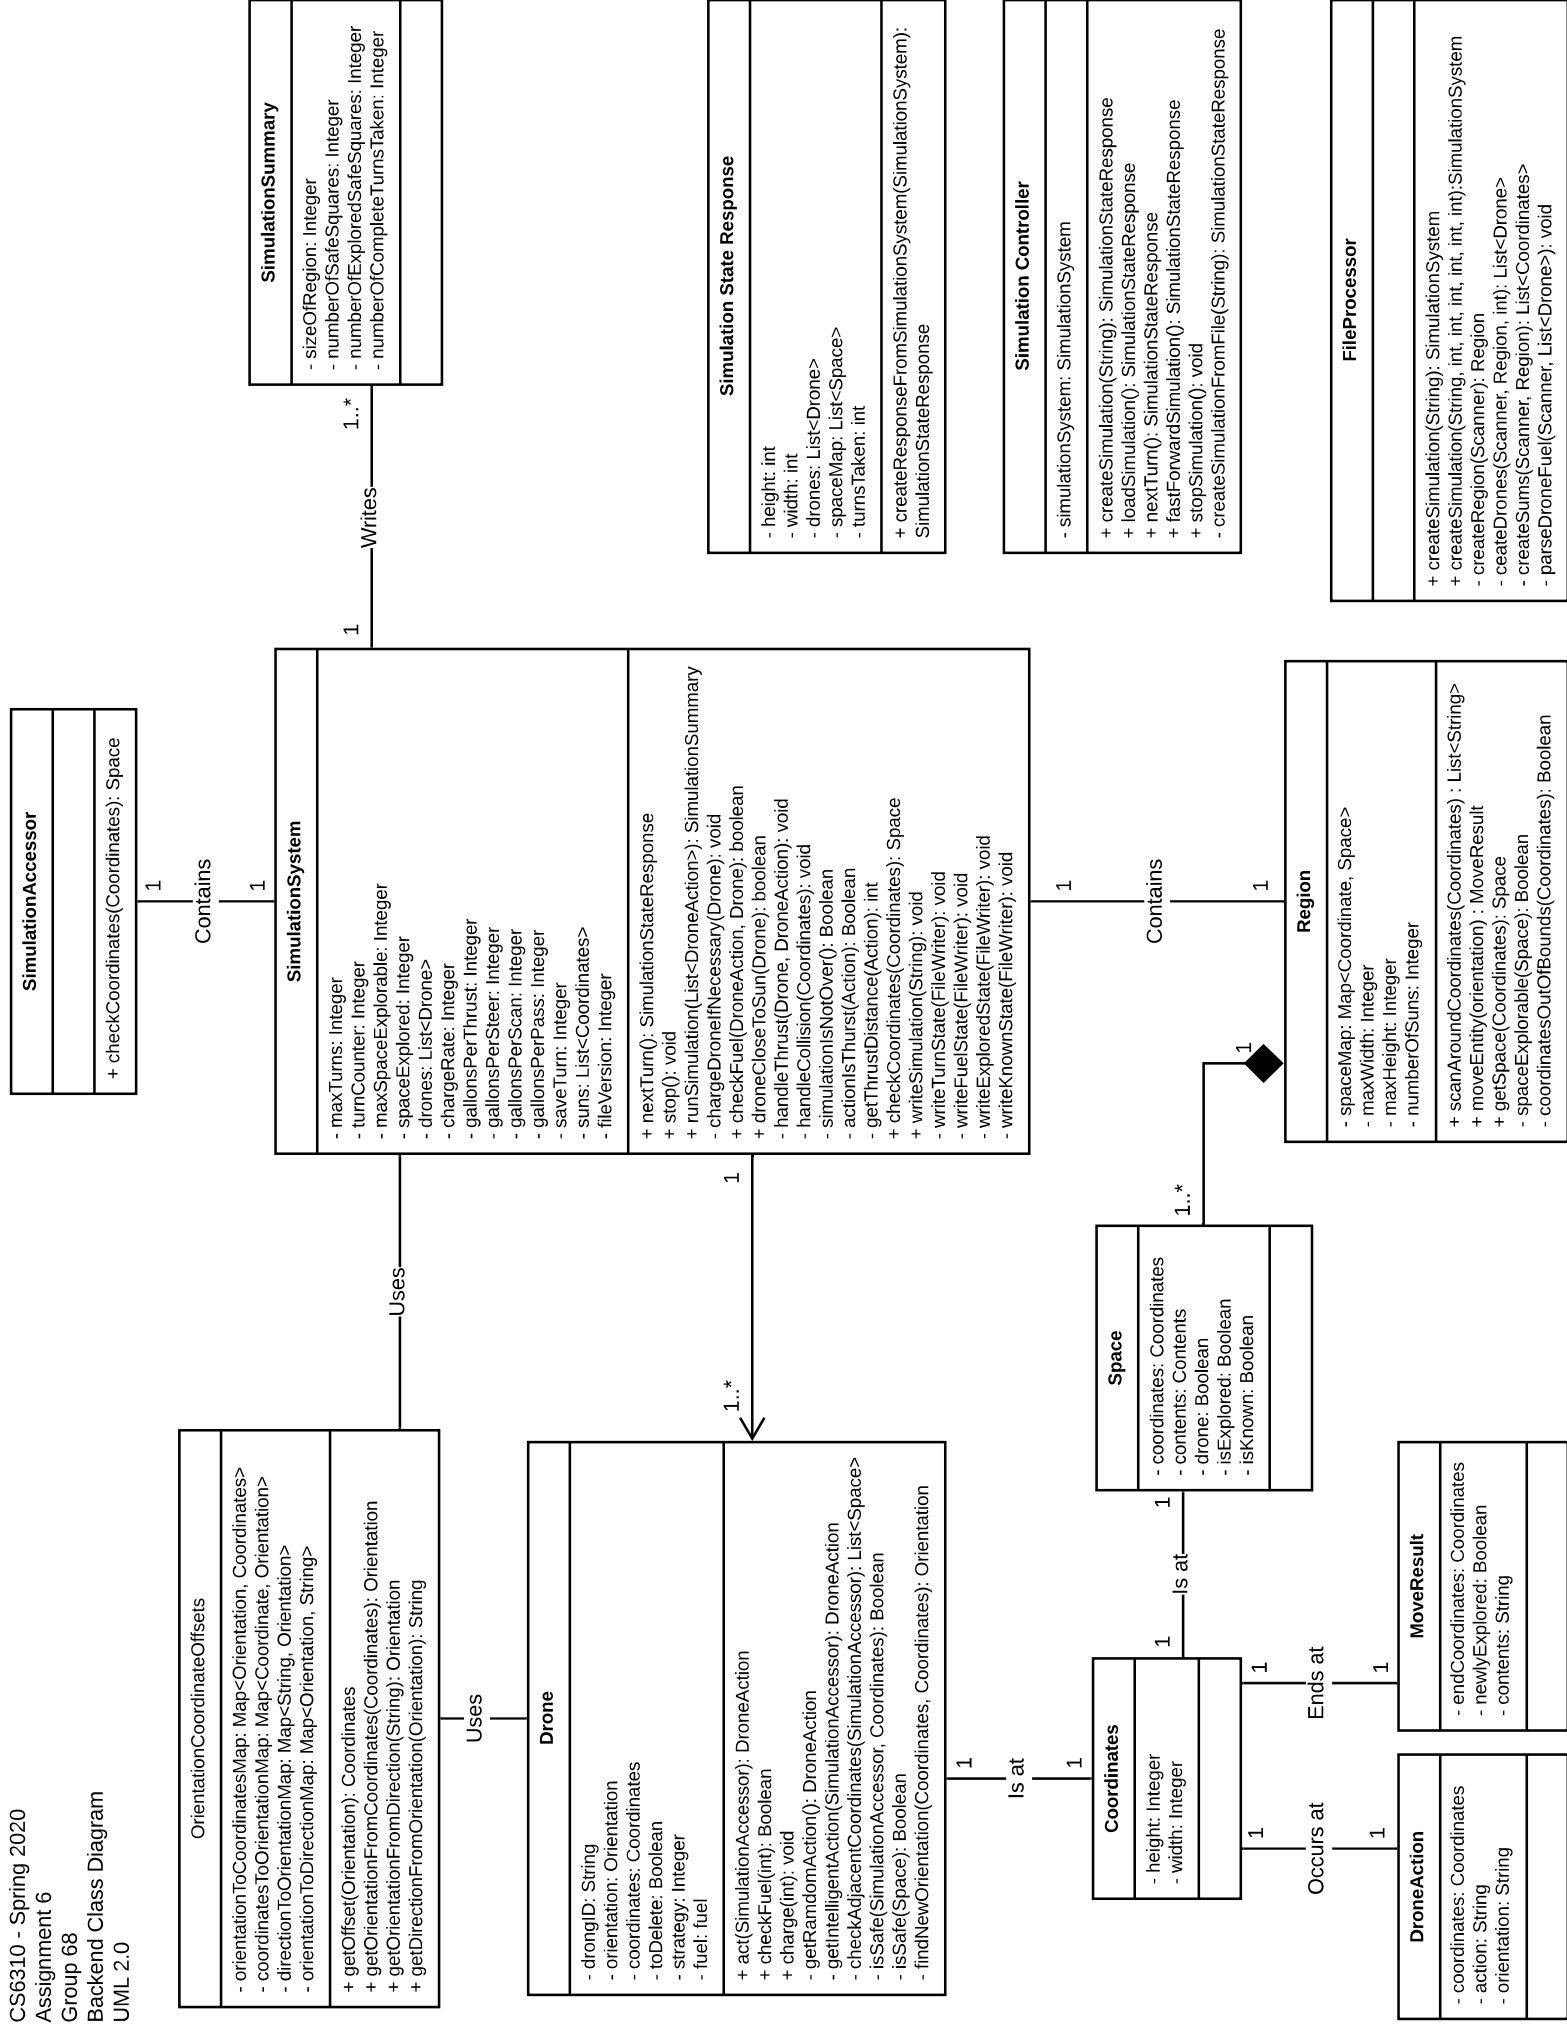 CS6310 - Spring 2020
Assignment 6
Group 68
Backend Class Diagram
UML 2.0
OrientationCoordinateOffsets
- orientationToCoordinatesMap: Map<Orientation, Coordinates>
- coordinatesToOrientationMap: Map<Coordinate, Orientation>
- directionToOrientationMap: Map<String, Orientation>
- orientationToDirectionMap: Map<Orientation, String>
+ getOffset(Orientation): Coordinates
+ getOrientationFromCoordinates(Coordinates): Orientation
+ getOrientationFromDirection(String): Orientation
+ getDirectionFromOrientation(Orientation): String
Uses
Uses
Drone
- drongID: String
- orientation: Orientation
- coordinates: Coordinates
- toDelete: Boolean
- strategy: Integer
- fuel: fuel
+ act(SimulationAccessor): DroneAction
+ checkFuel(int): Boolean
+ charge(int): void
- getRandomAction(): DroneAction
- getIntelligentAction(SimulationAccessor): DroneAction
- checkAdjacentCoordinates(SimulationAccessor): List<Space>
- isSafe(SimulationAccessor, Coordinates): Boolean
- isSafe(Space): Boolean
- findNewOrientation(Coordinates, Coordinates): Orientation
1..*
1
1
Is at
1
Coordinates
- height: Integer
- width: Integer
1
Is at
1
1
Occurs at
1
1
Ends at
1
DroneAction
- coordinates: Coordinates
- action: String
- orientation: String
MoveResult
- endCoordinates: Coordinates
- newlyExplored: Boolean
- contents: String
Space
- coordinates: Coordinates
- contents: Contents
- drone: Boolean
- isExplored: Boolean
- isKnown: Boolean
1..*
1
SimulationAccessor
+ checkCoordinates(Coordinates): Space
1
Contains
1
SimulationSystem
- maxTurns: Integer
- turnCounter: Integer
- maxSpaceExplorable: Integer
- spaceExplored: Integer
- drones: List<Drone>
- chargeRate: Integer
- gallonsPerThrust: Integer
- gallonsPerSteer: Integer
- gallonsPerScan: Integer
- gallonsPerPass: Integer
- saveTurn: Integer
- suns: List<Coordinates>
- fileVersion: Integer
+ nextTurn(): SimulationStateResponse
+ stop(): void
+ runSimulation(List<DroneAction>): SimulationSummary
- chargeDroneIfNecessary(Drone): void
+ checkFuel(DroneAction, Drone): boolean
+ droneCloseToSun(Drone): boolean
- handleThrust(Drone, DroneAction): void
- handleCollision(Coordinates): void
- simulationIsNotOver(): Boolean
- actionIsThurst(Action): Boolean
- getThrustDistance(Action): int
+ checkCoordinates(Coordinates): Space
+ writeSimulation(String): void
- writeTurnState(FileWriter): void
- writeFuelState(FileWriter): void
- writeExploredState(FileWriter): void
- writeKnownState(FileWriter): void
1
Contains
1
Region
- spaceMap: Map<Coordinate, Space>
- maxWidth: Integer
- maxHeight: Integer
- numberOfSuns: Integer
+ scanAroundCoordinates(Coordinates) : List<String>
+ moveEntity(orientation) : MoveResult
+ getSpace(Coordinates): Space
- spaceExplorable(Space): Boolean
- coordinatesOutOfBounds(Coordinates): Boolean
1
Writes
1..*
SimulationSummary
- sizeOfRegion: Integer
- numberOfSafeSquares: Integer
- numberOfExploredSafeSquares: Integer
- numberOfCompleteTurnsTaken: Integer
Simulation State Response
- height: int
- width: int
- drones: List<Drone>
- spaceMap: List<Space>
- turnsTaken: int
+ createResponseFromSimulationSystem(SimulationSystem):
SimulationStateResponse
Simulation Controller
- simulationSystem: SimulationSystem
+ createSimulation(String): SimulationStateResponse
+ loadSimulation(): SimulationStateResponse
+ nextTurn(): SimulationStateResponse
+ fastForwardSimulation(): SimulationStateResponse
+ stopSimulation(): void
- createSimulationFromFile(String): SimulationStateResponse
FileProcessor
+ createSimulation(String): SimulationSystem
+ createSimulation(String, int, int, int, int, int):SimulationSystem
- createRegion(Scanner): Region
- ceateDrones(Scanner, Region, int): List<Drone>
- createSums(Scanner, Region): List<Coordinates>
- parseDroneFuel(Scanner, List<Drone>): void